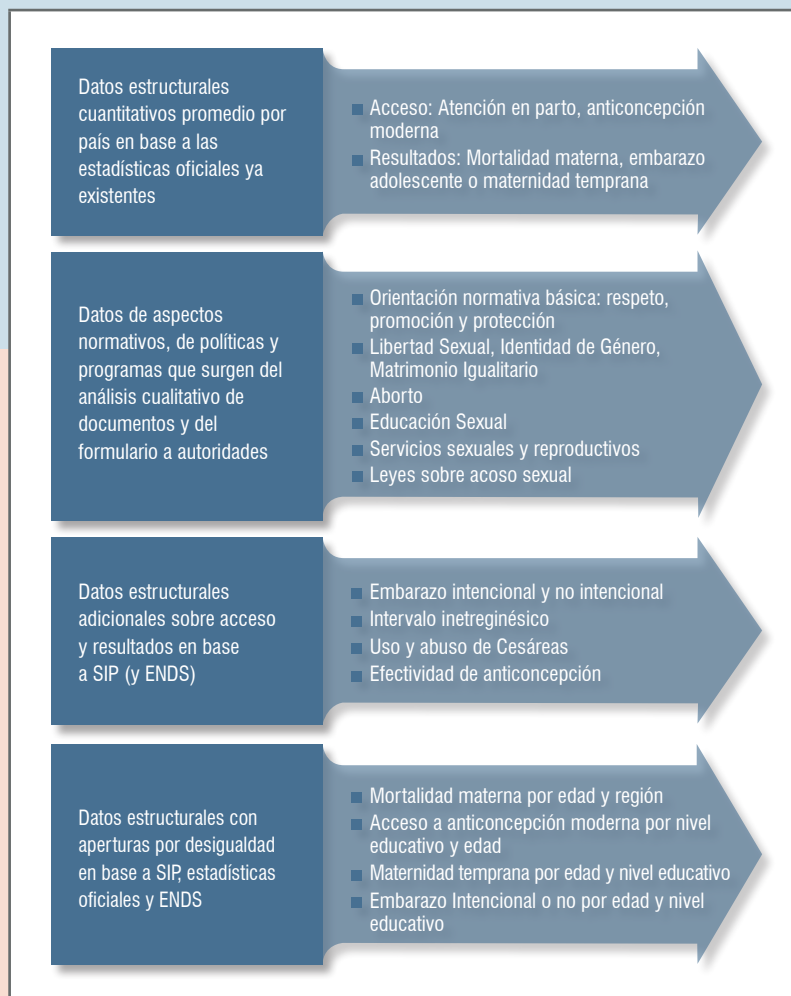 Datos estructurales
cuantitativos promedio por
país en base a las
estadísticas oficiales ya
existentes
■ Acceso: Atención en parto, anticoncepción
moderna
■ Resultados: Mortalidad materna, embarazo
adolescente o maternidad temprana
Datos de aspectos
normativos, de políticas y
programas que surgen del
análisis cualitativo de
documentos y del
formulario a autoridades
■ Orientación normativa básica: respeto,
promoción y protección
■ Libertad Sexual, Identidad de Género,
Matrimonio Igualitario
■ Aborto
■ Educación Sexual
■ Servicios sexuales y reproductivos
■ Leyes sobre acoso sexual
Datos estructurales
adicionales sobre acceso
y resultados en base
a SIP (y ENDS)
■ Embarazo intencional y no intencional
■ Intervalo inetreginésico
■ Uso y abuso de Cesáreas
■ Efectividad de anticoncepción
Datos estructurales con
aperturas por desigualdad
en base a SIP, estadísticas
oficiales y ENDS
■ Mortalidad materna por edad y región
■ Acceso a anticoncepción moderna por nivel
educativo y edad
■ Maternidad temprana por edad y nivel educativo
■ Embarazo Intencional o no por edad y nivel
educativo